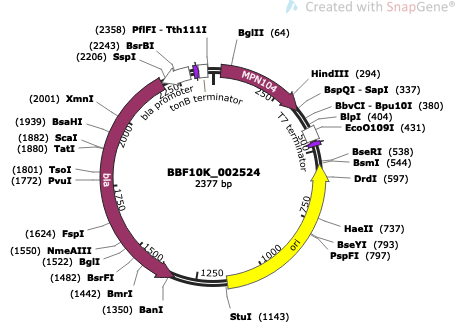 Created with SnapGene®
(2358) PflFI - Tth111I
BglII (64)
(2243) BsrBI
(2206) SspI
HindIII (294)
BspQI - SapI (337)
BbvCI - Bpu10I (380)
BlpI (404)
EcoO109I (431)
BseRI (538)
BsmI (544)
DrdI (597)
HaeII (737)
BseYI (793)
PspFI (797)
StuI (1143)
(2001) XmnI
(1939) BsaHI
(1882) ScaI
(1880) TatI
(1801) TsoI
(1772) PvuI
(1624) FspI
(1550) NmeAIII
(1522) BglI
(1482) BsrFI
(1442) BmrI
(1350) BanI
MPN104
T7 terminator
tonB terminator
bla promoter
bla
ori
250
500
750
1000
1250
1500
1750
2000
2250
BBF10K_002524
2377 bp